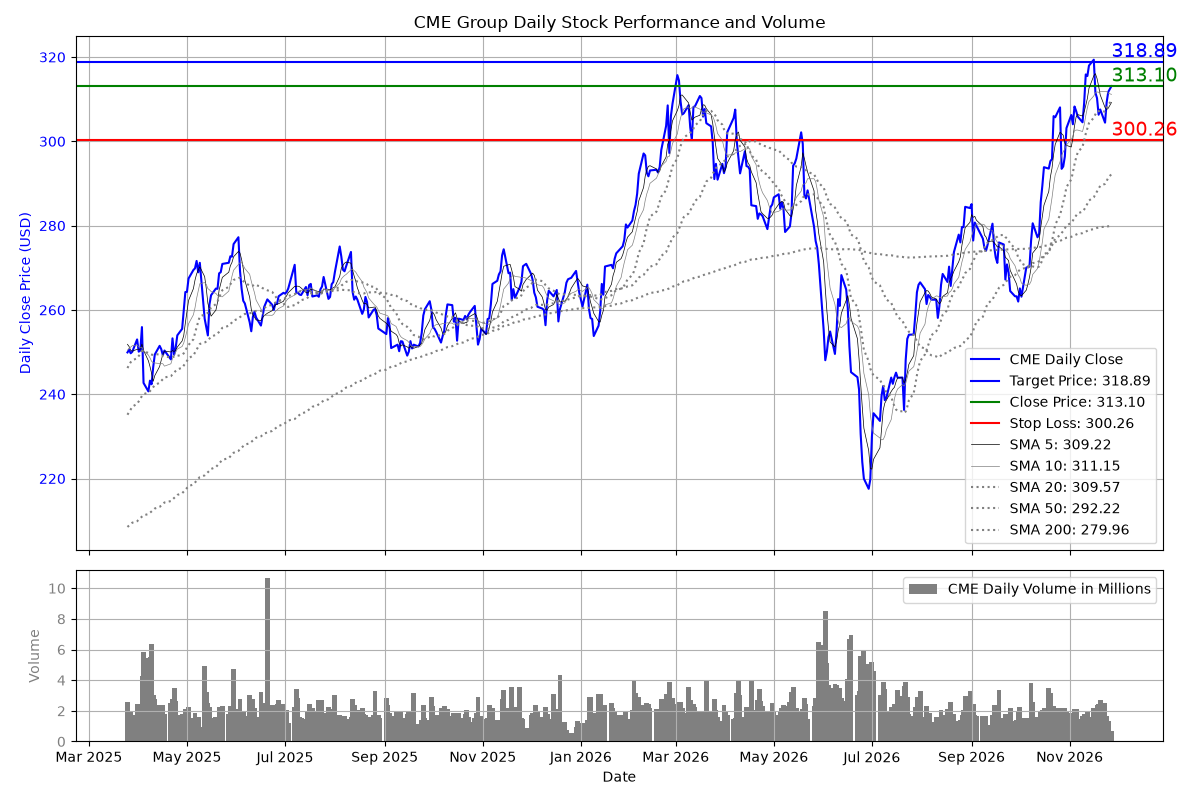 CME Group Daily Stock Performance and Volume
320
300
280
260
240
220
Daily Close Price (USD)
318.89
313.10
300.26
CME Daily Close
Target Price: 318.89
Close Price: 313.10
Stop Loss: 300.26
SMA 5: 309.22
SMA 10: 311.15
SMA 20: 309.57
SMA 50: 292.22
SMA 200: 279.96
10
8
6
4
2
0
Volume
CME Daily Volume in Millions
Mar 2025 May 2025 Jul 2025 Sep 2025 Nov 2025 Jan 2026 Mar 2026 May 2026 Jul 2026 Sep 2026 Nov 2026
Date